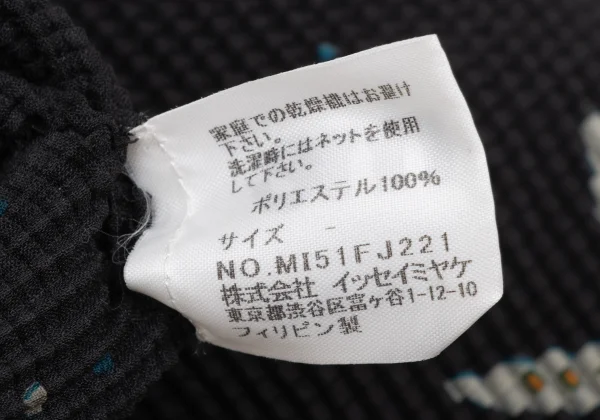 家庭での乾燥機はお避け
下さい。
洗濯時にはネットを使用
して下さい。
ポリエステル100%
サイズ -
NO.MI51FJ221
株式会社 イッセイミヤケ
東京都渋谷区富ヶ谷1-12-10
フィリピン製